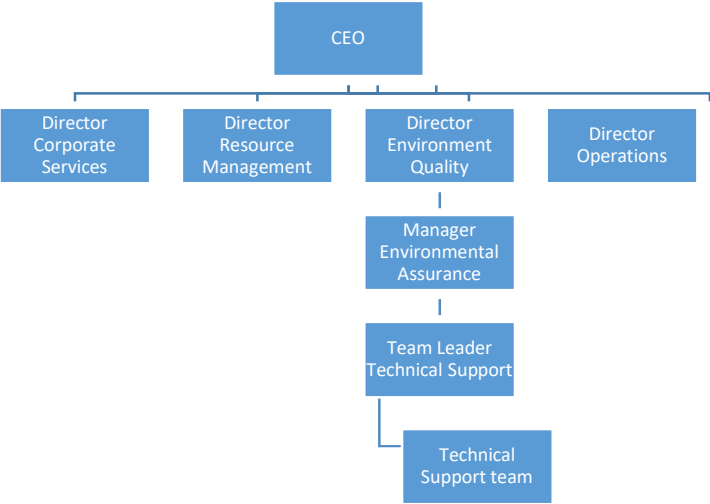 CEO
Director
Corporate
Services
Director
Resource
Management
Director
Environment
Quality
Director
Operations
Manager
Environmental
Assurance
Team Leader
Technical Support
Technical
Support team